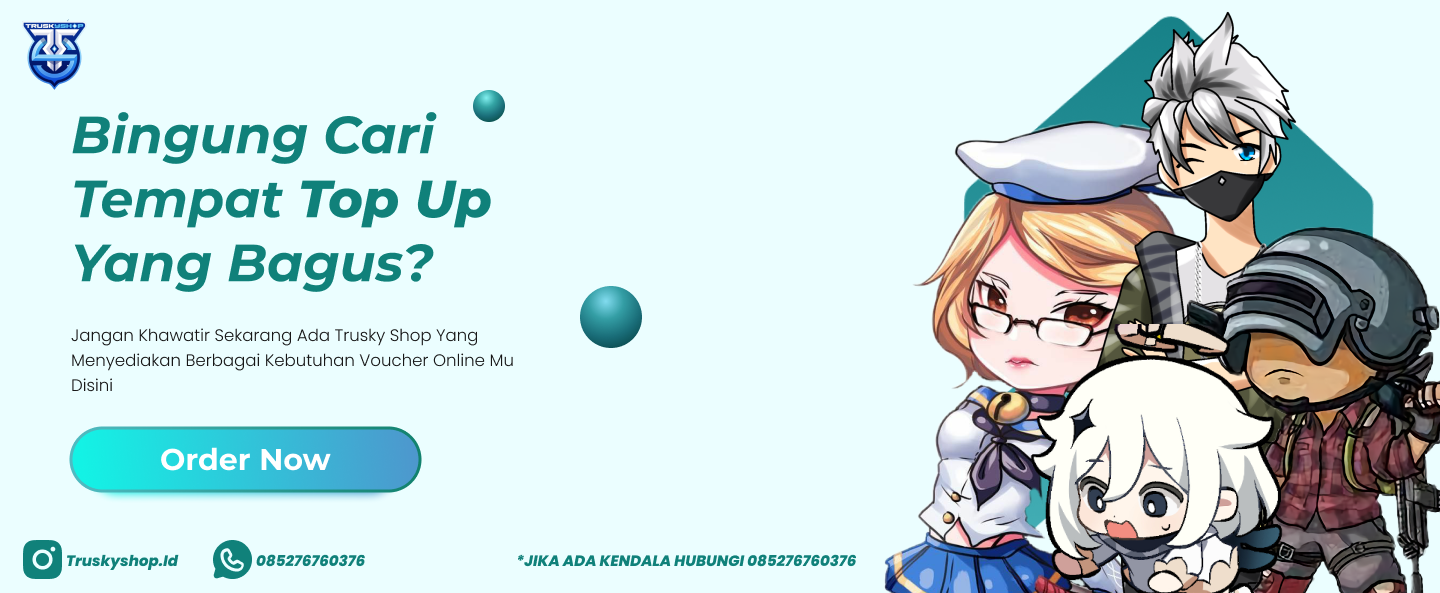 TRUSKYSHOP
Bingung Cari
Tempat Top Up
Yang Bagus?
Jangan Khawatir Sekarang Ada Trusky Shop Yang
Menyediakan Berbagai Kebutuhan Voucher Online Mu
Disini
Order Now
Truskyshop.Id
085276760376
*JIKA ADA KENDALA HUBUNGI 085276760376